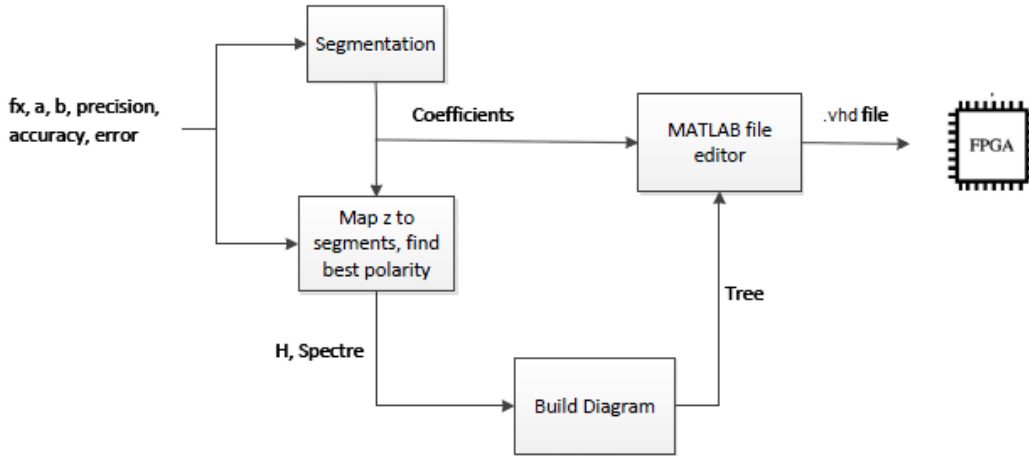 Segmentation
fx, a, b, precision,
accuracy, error
Coefficients
MATLAB file
editor
.vhd file
FPGA
Map z to
segments, find
best polarity
Tree
H, Spectre
Build Diagram